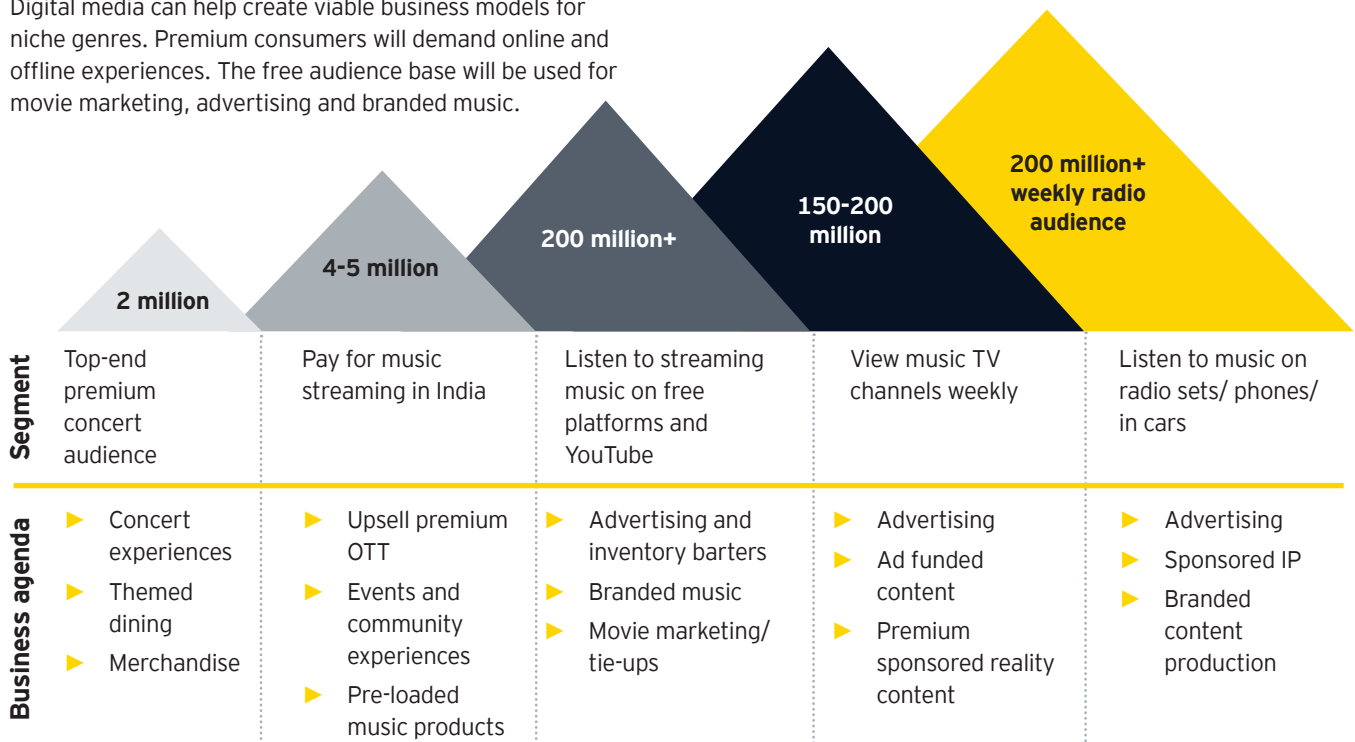 Digital media can help create viable business models for
niche genres. Premium consumers will demand online and
offline experiences. The free audience base will be used for
movie marketing, advertising and branded music.
2 million
4-5 million
200 million+
150-200
million
200 million+
weekly radio
audience
Segment
Top-end
premium
concert
audience
Pay for music
streaming in India
Listen to streaming
music on free
platforms and
YouTube
View music TV
channels weekly
Listen to music on
radio sets/ phones/
in cars
Business agenda
► Concert
experiences
► Themed
dining
► Merchandise
► Upsell premium
OTT
► Events and
community
experiences
► Pre-loaded
music products
► Advertising and
inventory barters
► Branded music
► Movie marketing/
tie-ups
► Advertising
► Ad funded
content
► Premium
sponsored reality
content
► Advertising
► Sponsored IP
► Branded
content
production